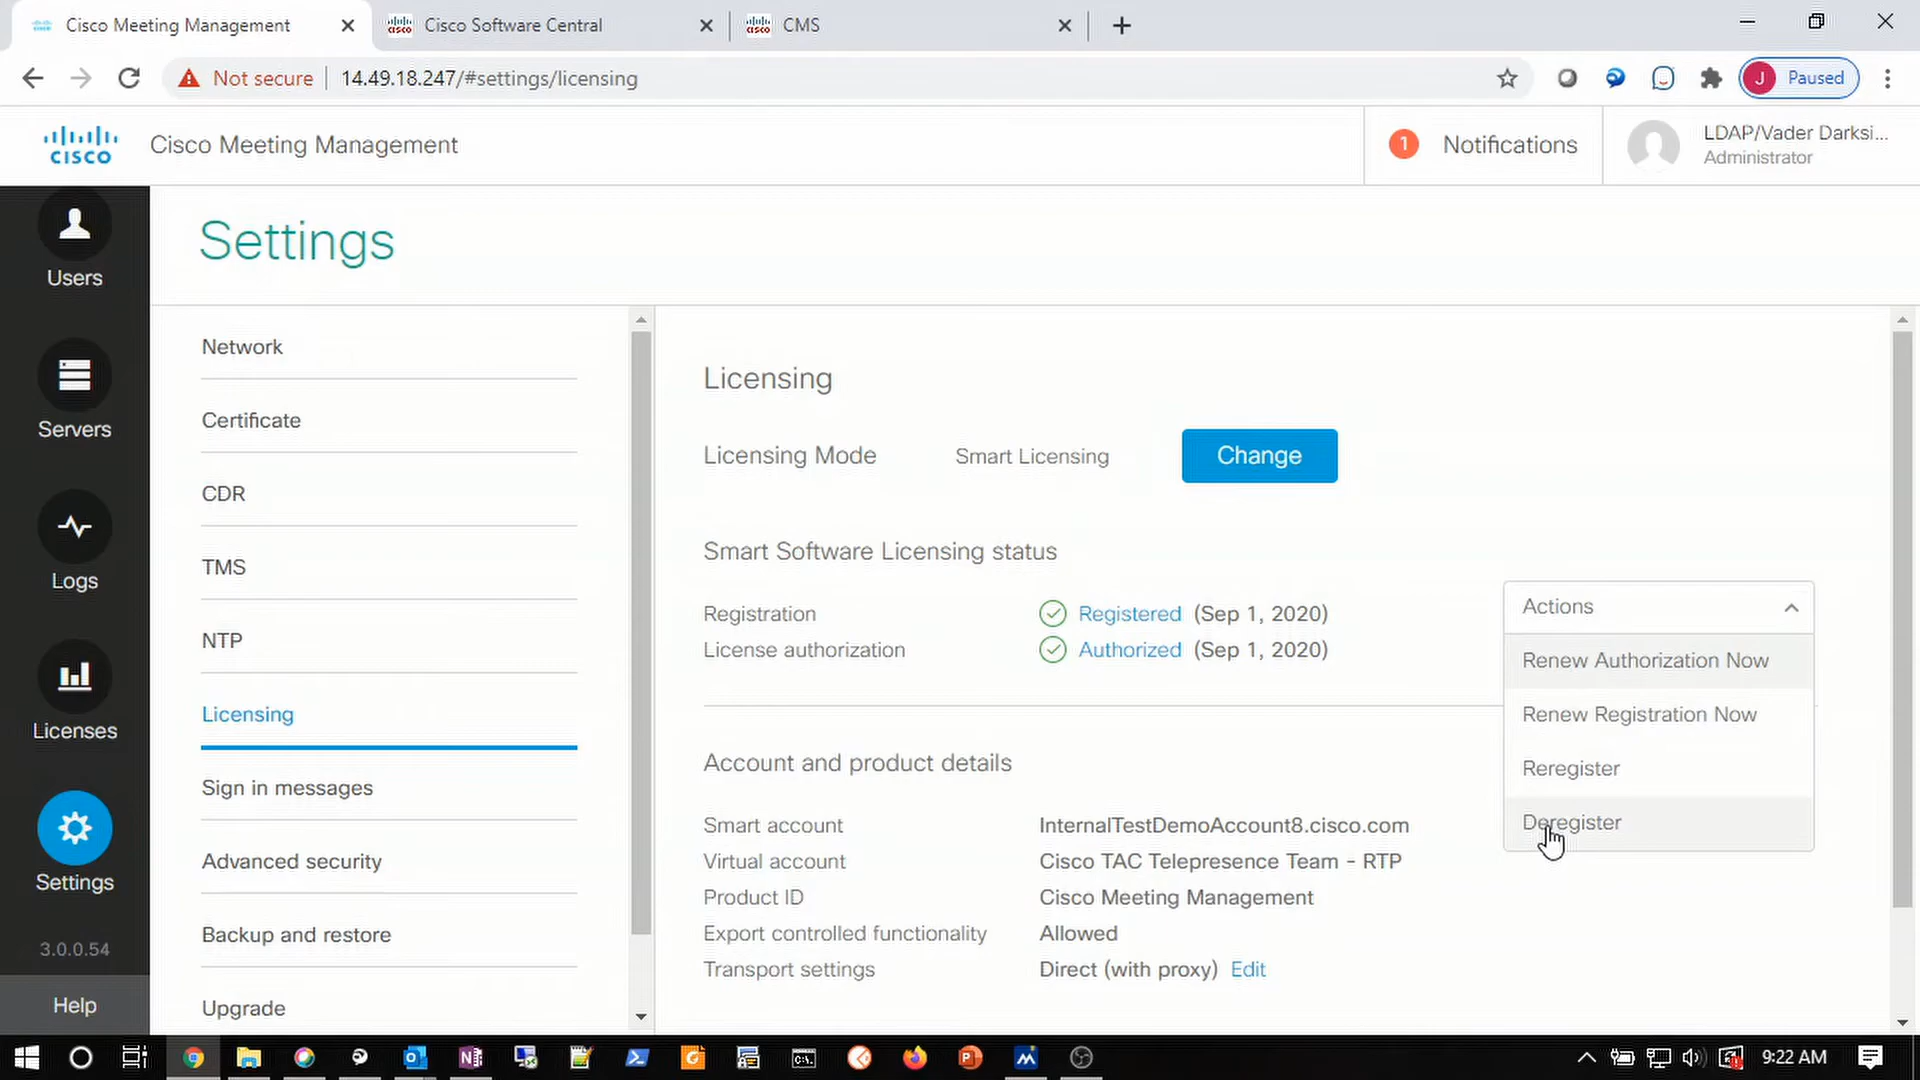 Cisco Meeting Management
Cisco Software Central
CMS
Not secure
14.49.18.247/#settings/licensing
J
Paused
CISCO
Cisco Meeting Management
1
Notifications
LDAP/Vader Darksi...
Administrator
Users
Servers
Logs
Licenses
Settings
3.0.0.54
Help
Settings
Network
Certificate
CDR
TMS
NTP
Licensing
Sign in messages
Advanced security
Backup and restore
Upgrade
Licensing
Licensing Mode Smart Licensing Change
Smart Software Licensing status
Registration Registered (Sep 1, 2020)
License authorization Authorized (Sep 1, 2020)
Actions
Renew Authorization Now
Renew Registration Now
Reregister
Deregister
Account and product details
Smart account InternalTestDemoAccount8.cisco.com
Virtual account Cisco TAC Telepresence Team - RTP
Product ID Cisco Meeting Management
Export controlled functionality Allowed
Transport settings Direct (with proxy) Edit
9:22 AM